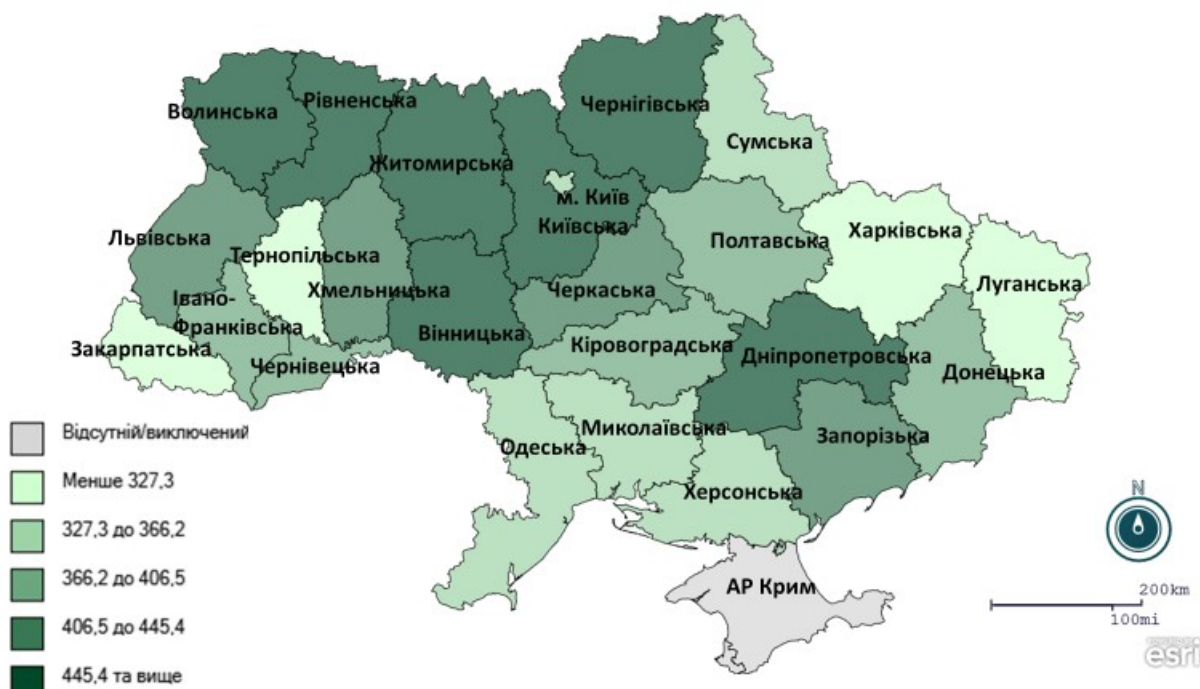 Чернігівська
Рівненська
Волинська
Сумська
Житомирська
м. Київ
Київська
Львівська
Тернопільська
Полтавська
Харківська
Хмельницька
Черкаська
Луганська
Івано-
Франківська
Закарпатська
Вінницька
Кіровоградська
Дніпропетровська
Чернівецька
Донецька
Одеська
Миколаївська
Запорізька
Херсонська
АР Крим
Відсутній/виключений
Менше 327,3
327,3 до 366,2
366,2 до 406,5
406,5 до 445,4
445,4 та вище
N
200km
100mi
esri